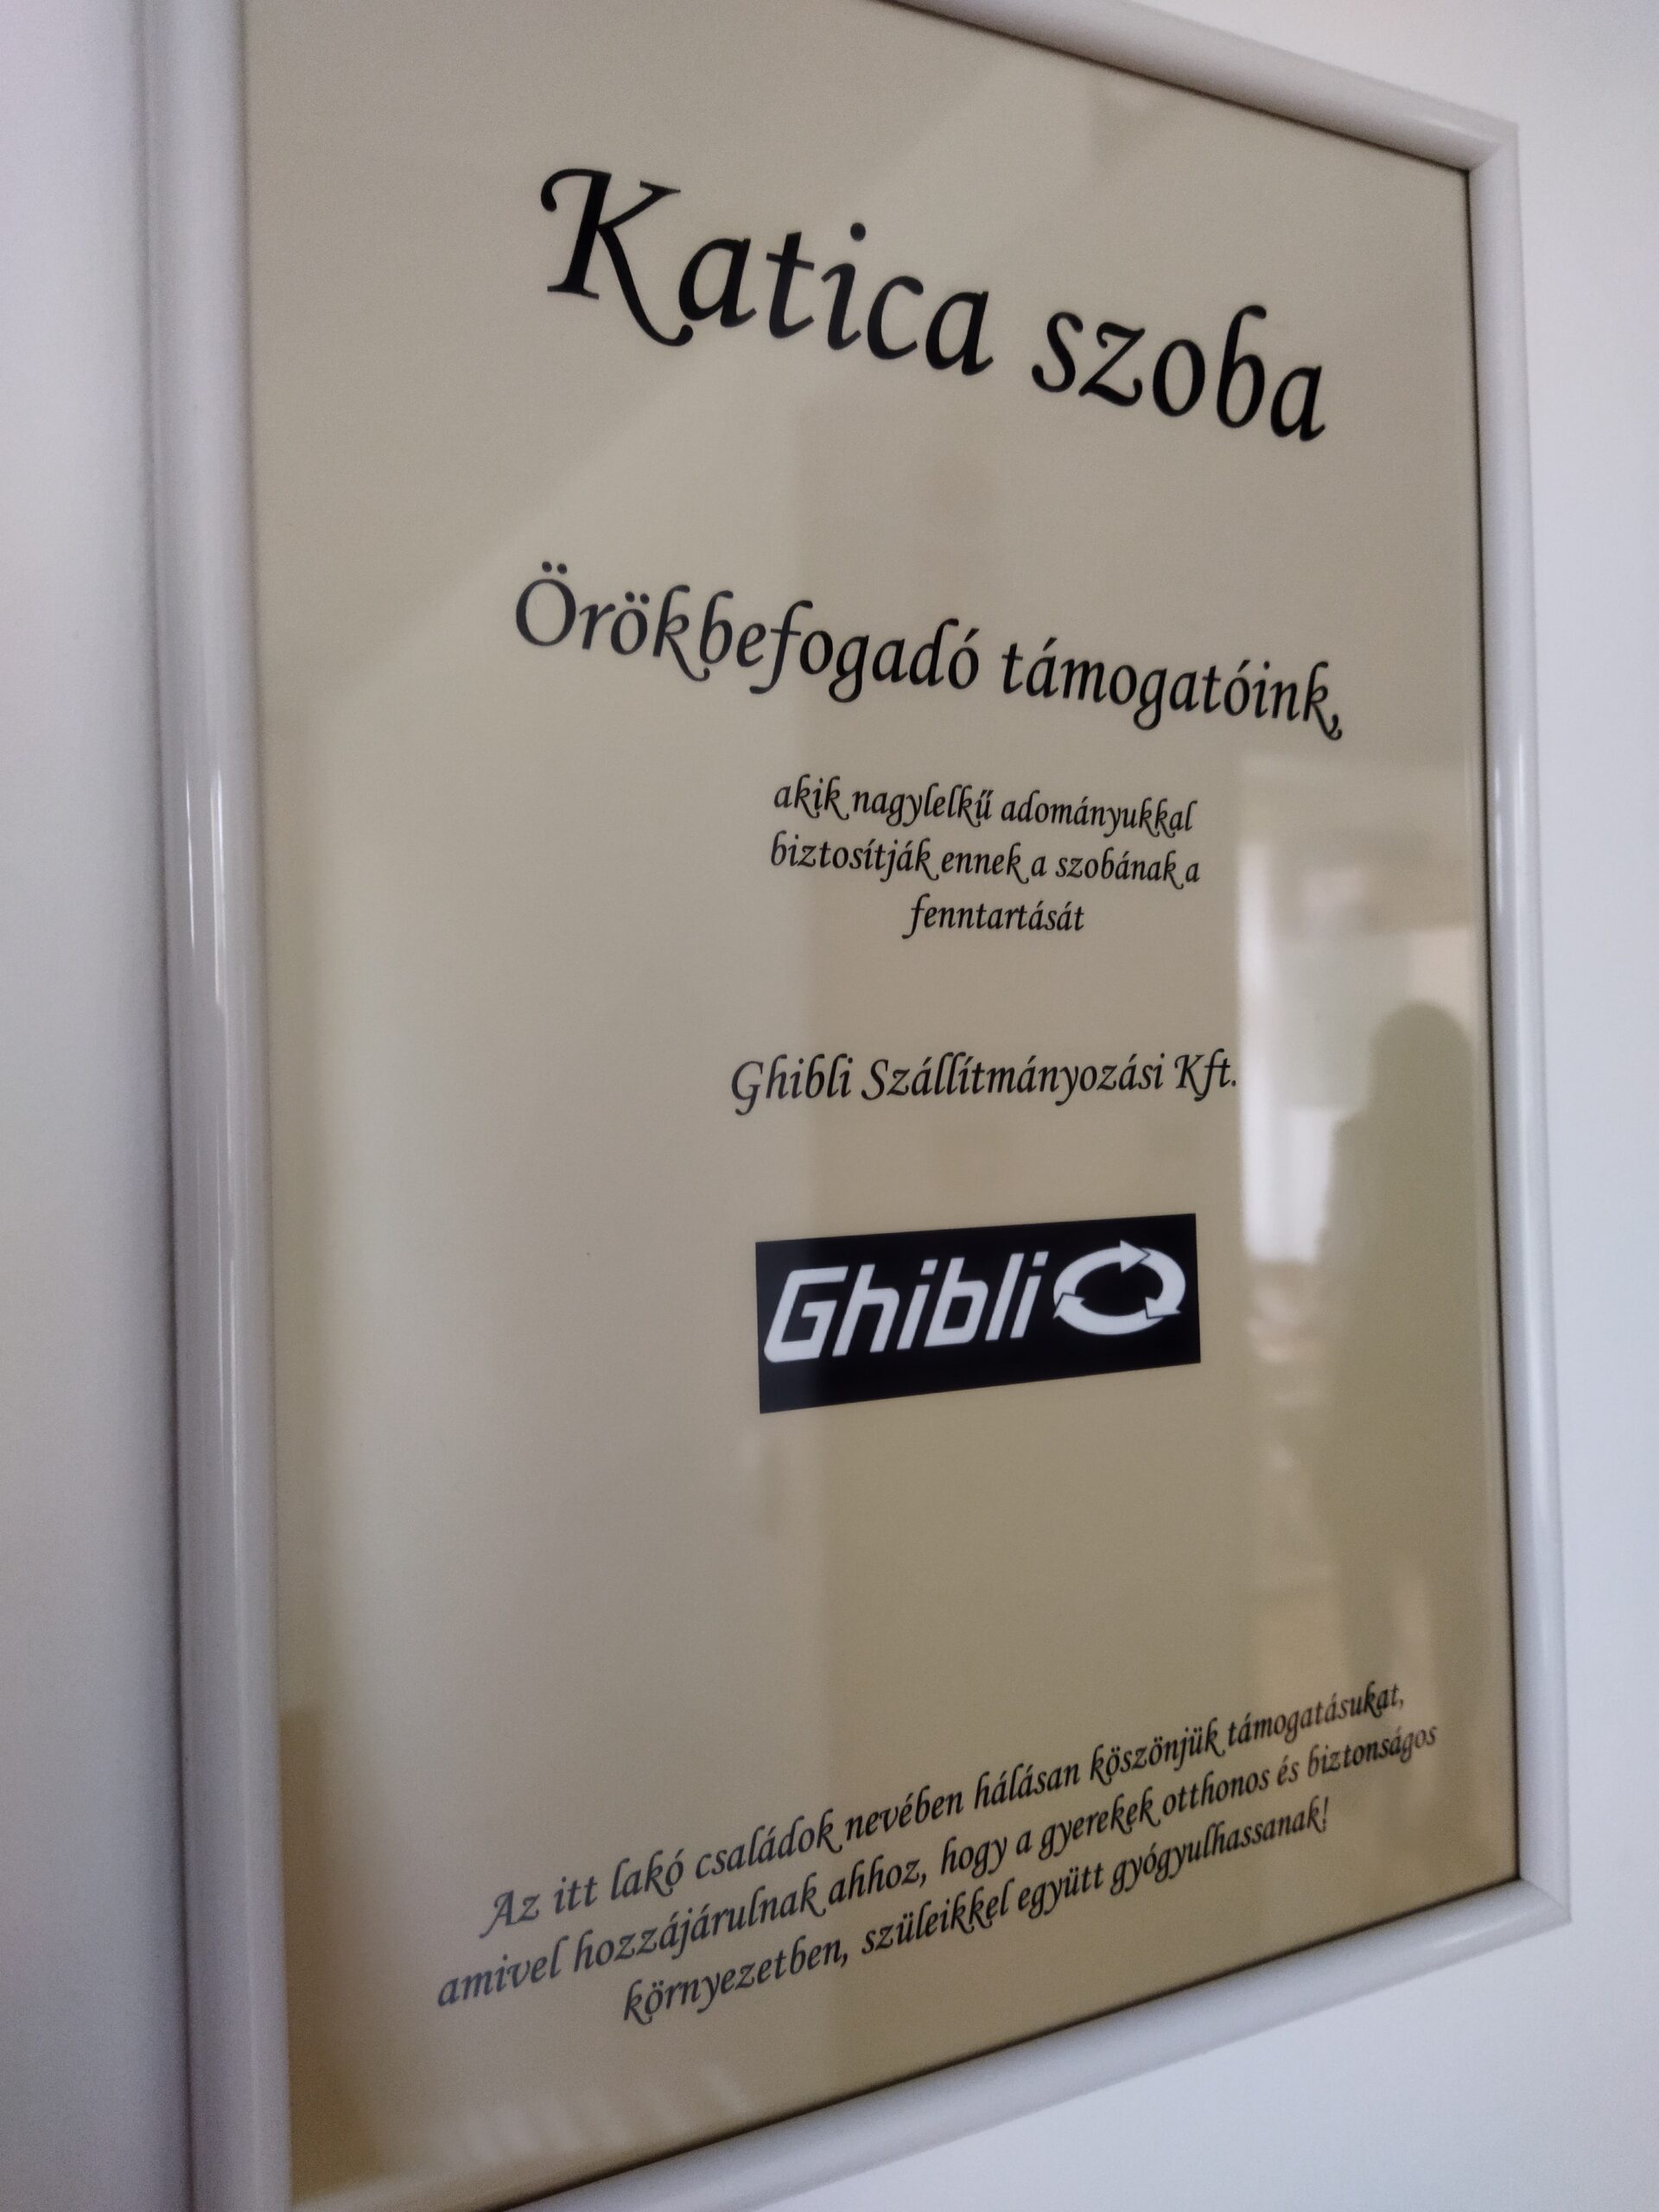 Katica szoba
Örökbefogadó támogatóink,
akik nagylelkű adományukkal
biztosítják ennek a szobának a
fenntartását
Ghibli Szállítmányozási Kft.
Ghibli
Az itt lakó családok nevében hálásan köszönjük támogatásukat,
amivel hozzájárulnak ahhoz, hogy a gyerekek otthonos és biztonságos
környezetben, szüleikkel együtt gyógyulhassanak!